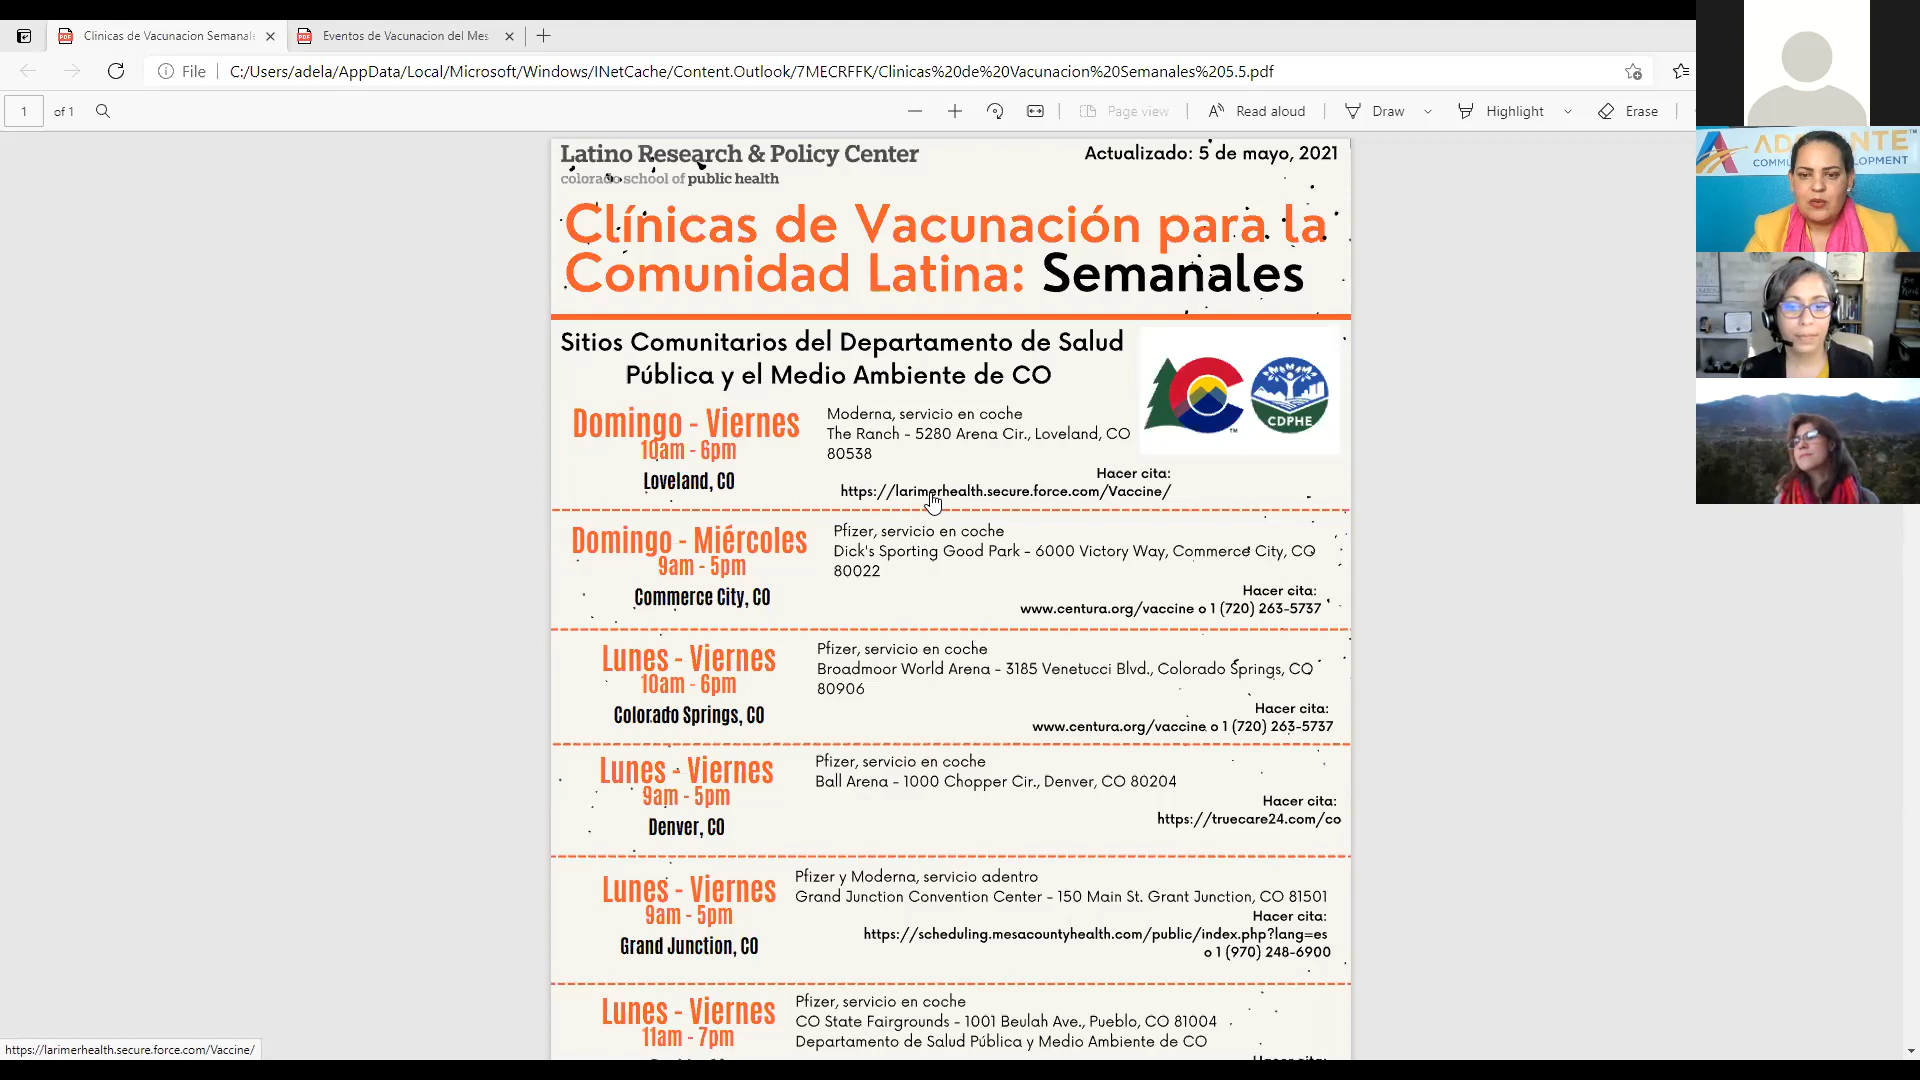 Clinicas de Vacunacion Semanal
Eventos de Vacunacion del Mes
File
C:/Users/adela/AppData/Local/Microsoft/Windows/INetCache/Content.Outlook/7MECRFFK/Clinicas%20de%20Vacunacion%20Semanales%205.5.pdf
1 of 1
Page view
Read aloud
Draw
Highlight
Erase
Latino Research & Policy Center
colorado school of public health
Actualizado: 5 de mayo, 2021
Clínicas de Vacunación para la
Comunidad Latina: Semanales
Sitios Comunitarios del Departamento de Salud
Pública y el Medio Ambiente de CO
CDPHE
Domingo - Viernes
10am - 6pm
Loveland, CO
Moderna, servicio en coche
The Ranch - 5280 Arena Cir., Loveland, CO
80538
Hacer cita:
https://larimerhealth.secure.force.com/Vaccine/
Domingo - Miércoles
9am - 5pm
Commerce City, CO
Pfizer, servicio en coche
Dick's Sporting Good Park - 6000 Victory Way, Commerce City, CO
80022
Hacer cita:
www.centura.org/vaccine o 1 (720) 263-5737
Lunes - Viernes
10am - 6pm
Colorado Springs, CO
Pfizer, servicio en coche
Broadmoor World Arena - 3185 Venetucci Blvd., Colorado Springs, CO
80906
Hacer cita:
www.centura.org/vaccine o 1 (720) 263-5737
Lunes - Viernes
9am - 5pm
Denver, CO
Pfizer, servicio en coche
Ball Arena - 1000 Chopper Cir., Denver, CO 80204
Hacer cita:
https://truecare24.com/co
Lunes - Viernes
9am - 5pm
Grand Junction, CO
Pfizer y Moderna, servicio adentro
Grand Junction Convention Center - 150 Main St. Grant Junction, CO 81501
Hacer cita:
https://scheduling.mesacountyhealth.com/public/index.php?lang=es
o 1 (970) 248-6900
Lunes - Viernes
11am - 7pm
Pfizer, servicio en coche
CO State Fairgrounds - 1001 Beulah Ave., Pueblo, CO 81004
Departamento de Salud Pública y Medio Ambiente de CO
Hacer cita:
https://larimerhealth.secure.force.com/Vaccine/